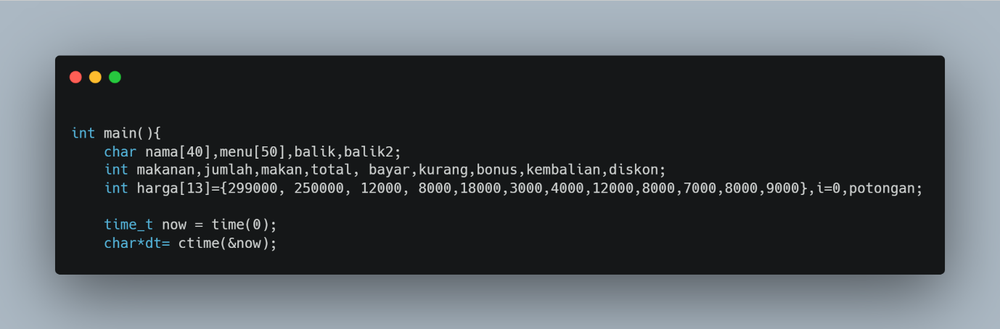 int main(){
    char nama[40],menu[50],balik,balik2;
    int makanan,jumlah,makan,total, bayar,kurang,bonus,kembalian,diskon;
    int harga[13]={299000, 250000, 12000, 8000,18000,3000,4000,12000,8000,7000,8000,9000},i=0,potongan;
    time_t now = time(0);
    char*dt= ctime(&now);